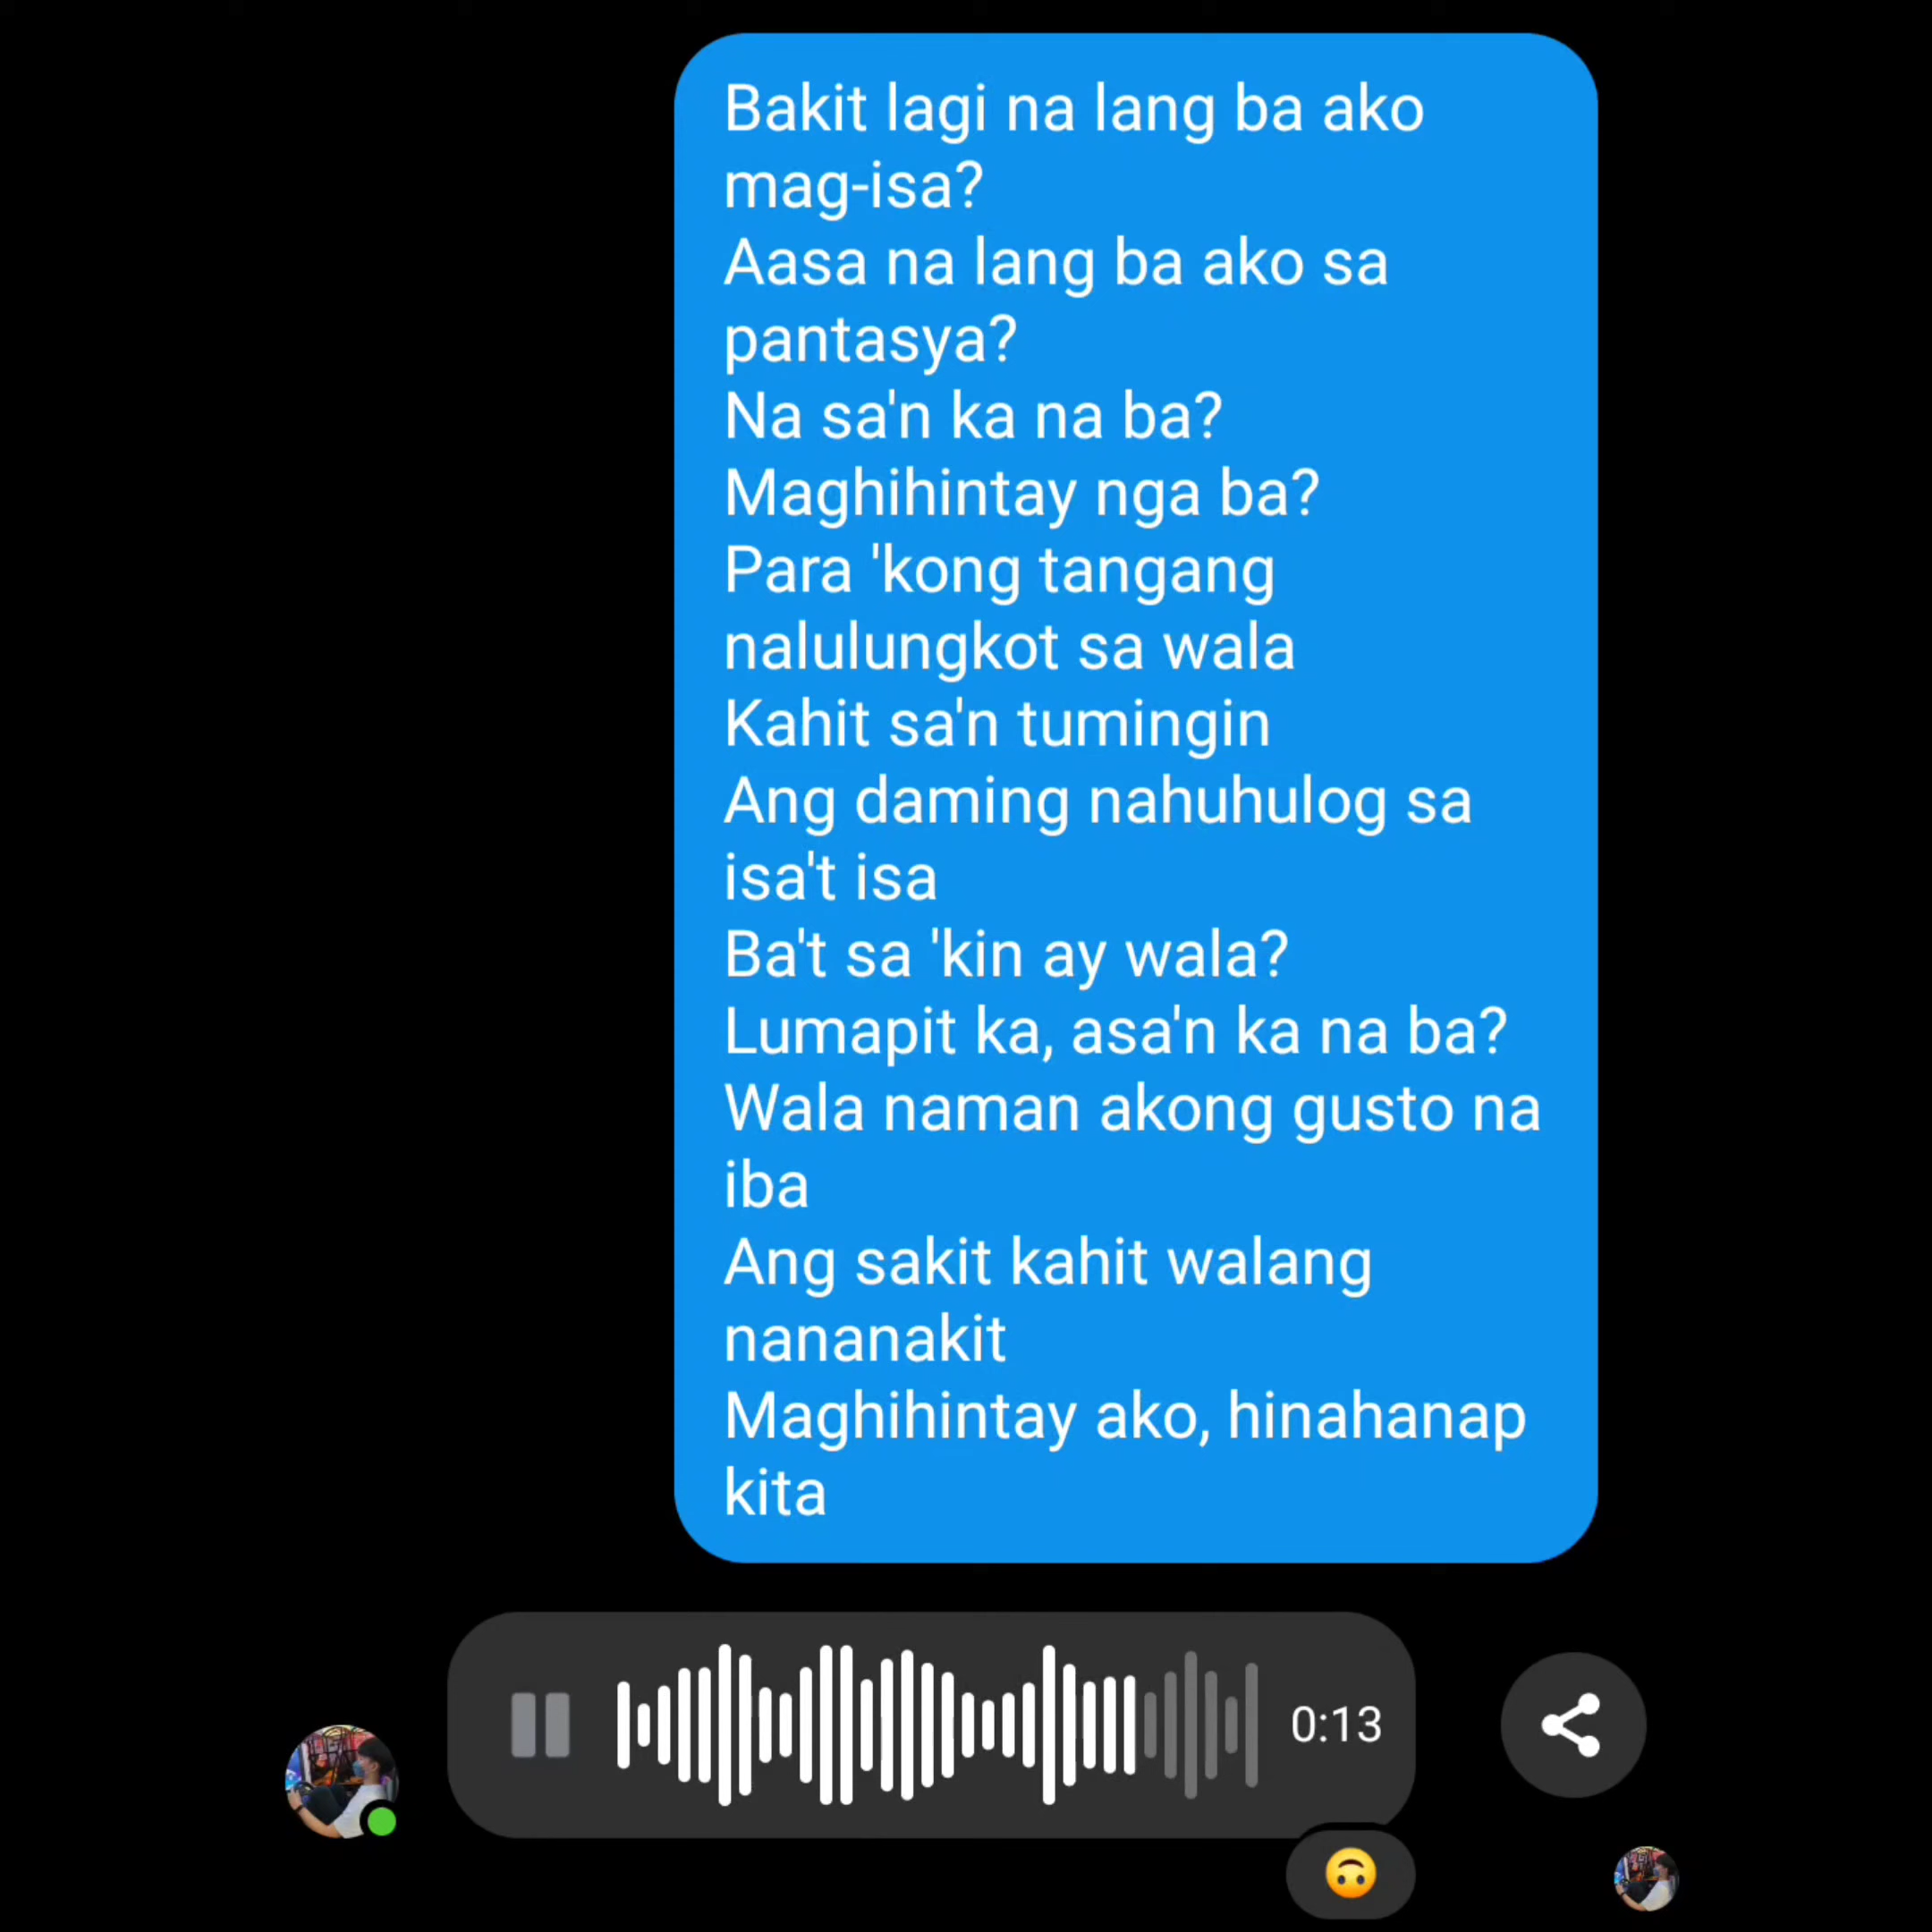 Bakit lagi na lang ba ako
mag-isa?
Aasa na lang ba ako sa
pantasya?
Na sa'n ka na ba?
Maghihintay nga ba?
Para 'kong tangang
nalulungkot sa wala
Kahit sa'n tumingin
Ang daming nahuhulog sa
isa't isa
Ba't sa 'kin ay wala?
Lumapit ka, asa'n ka na ba?
Wala naman akong gusto na
iba
Ang sakit kahit walang
nananakit
Maghihintay ako, hinahanap
kita
0:13